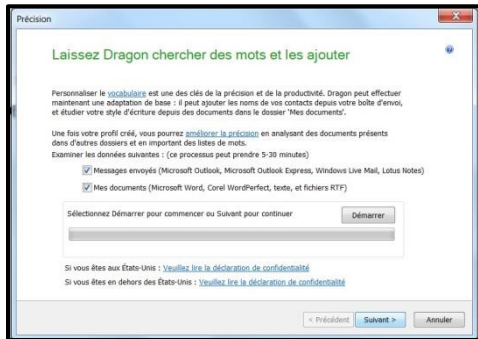 Précision
Laissez Dragon chercher des mots et les ajouter
Personnaliser le vocabulaire est une des clés de la précision et de la productivité. Dragon peut effectuer
maintenant une adaptation de base : il peut ajouter les noms de vos contacts depuis votre boîte d'envoi,
et étudier votre style d'écriture depuis des documents dans le dossier 'Mes documents'.
Une fois votre profil créé, vous pourrez améliorer la précision en analysant des documents présents
dans d'autres dossiers et en important des listes de mots.
Examiner les données suivantes : (ce processus peut prendre 5-30 minutes)
Messages envoyés (Microsoft Outlook, Microsoft Outlook Express, Windows Live Mail, Lotus Notes)
Mes documents (Microsoft Word, Corel WordPerfect, texte, et fichiers RTF)
Sélectionnez Démarrer pour commencer ou Suivant pour continuer
Démarrer
Si vous êtes aux États-Unis : Veuillez lire la déclaration de confidentialité
Si vous êtes en dehors des États-Unis : Veuillez lire la déclaration de confidentialité
< Précédent Suivant > Annuler